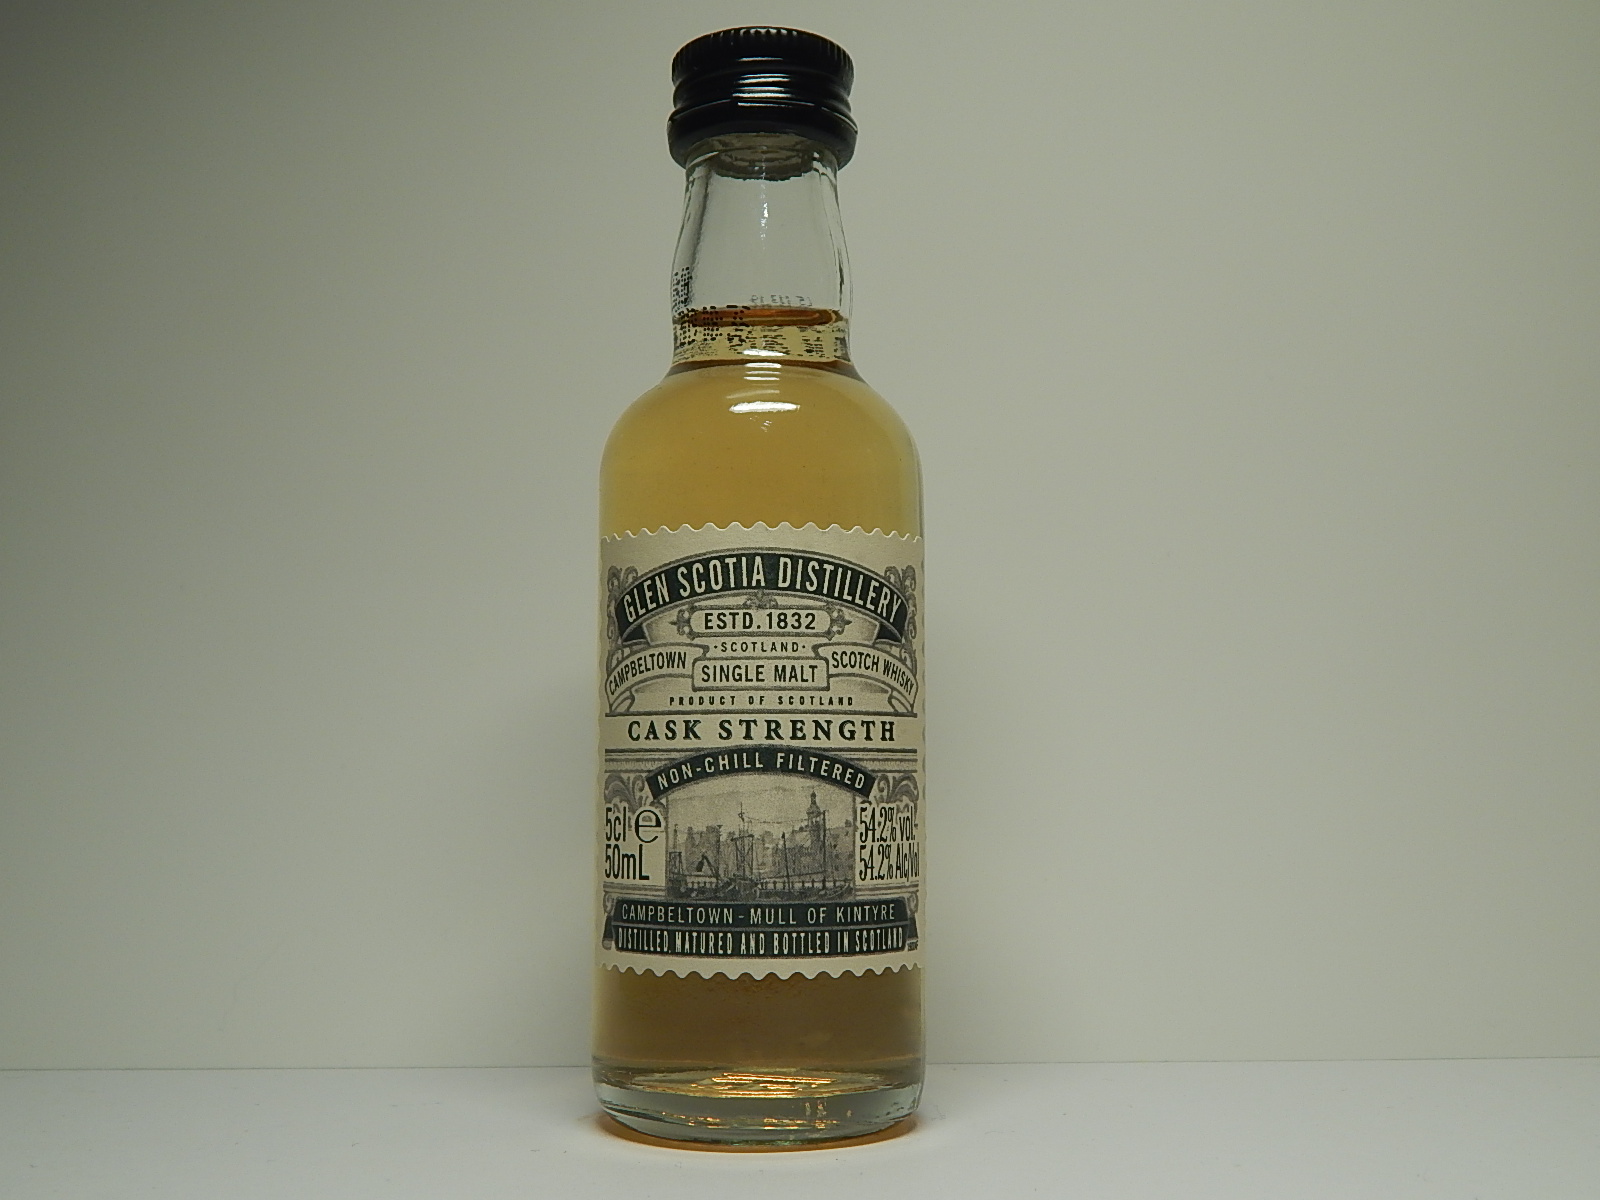 GLEN SCOTIA DISTILLERY
ESTD. 1832
·SCOTLAND·
CAMPBELTOWN SINGLE MALT SCOTCH WHISKY
PRODUCT OF SCOTLAND
CASK STRENGTH
NON-CHILL FILTERED
5cl e 54.2% vol.
50mL 54.2% Alc/Vol
CAMPBELTOWN - MULL OF KINTYRE
DISTILLED, MATURED AND BOTTLED IN SCOTLAND